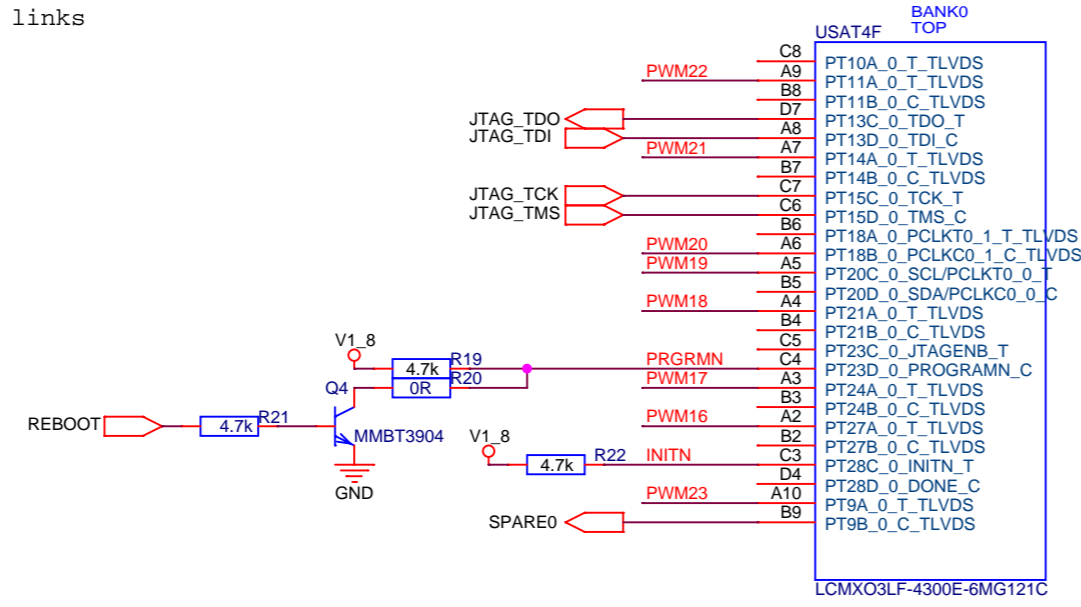 links
BANK0
TOP
USAT4F
C8 PT10A_0_T_TLVDS
PWM22 A9 PT11A_0_T_TLVDS
B8 PT11B_0_C_TLVDS
JTAG_TDO D7 PT13C_0_TDO_T
JTAG_TDI A8 PT13D_0_TDI_C
PWM21 A7 PT14A_0_T_TLVDS
B7 PT14B_0_C_TLVDS
JTAG_TCK C7 PT15C_0_TCK_T
JTAG_TMS C6 PT15D_0_TMS_C
B6 PT18A_0_PCLKT0_1_T_TLVDS
PWM20 A6 PT18B_0_PCLKC0_1_C_TLVDS
PWM19 A5 PT20C_0_SCL/PCLKT0_0_T
B5 PT20D_0_SDA/PCLKC0_0_C
PWM18 A4 PT21A_0_T_TLVDS
B4 PT21B_0_C_TLVDS
V1_8 C5 PT23C_0_JTAGENB_T
4.7k R19 PRGRMN C4 PT23D_0_PROGRAMN_C
Q4 0R R20 PWM17 A3 PT24A_0_T_TLVDS
B3 PT24B_0_C_TLVDS
REBOOT 4.7k R21 PWM16 A2 PT27A_0_T_TLVDS
MMBT3904 V1_8 B2 PT27B_0_C_TLVDS
4.7k R22 INITN C3 PT28C_0_INITN_T
D4 PT28D_0_DONE_C
GND PWM23 A10 PT9A_0_T_TLVDS
SPARE0 B9 PT9B_0_C_TLVDS
LCMXO3LF-4300E-6MG121C